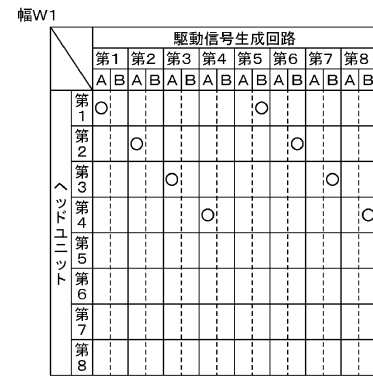 幅W1
駆動信号生成回路
第1 第2 第3 第4 第5 第6 第7 第8
A B A B A B A B A B A B A B A B
ヘッドユニット
第1
第2
第3
第4
第5
第6
第7
第8